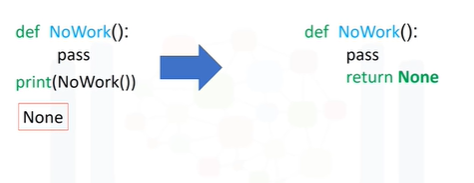 def NoWork():
pass
print(NoWork())
None
def NoWork():
pass
return None